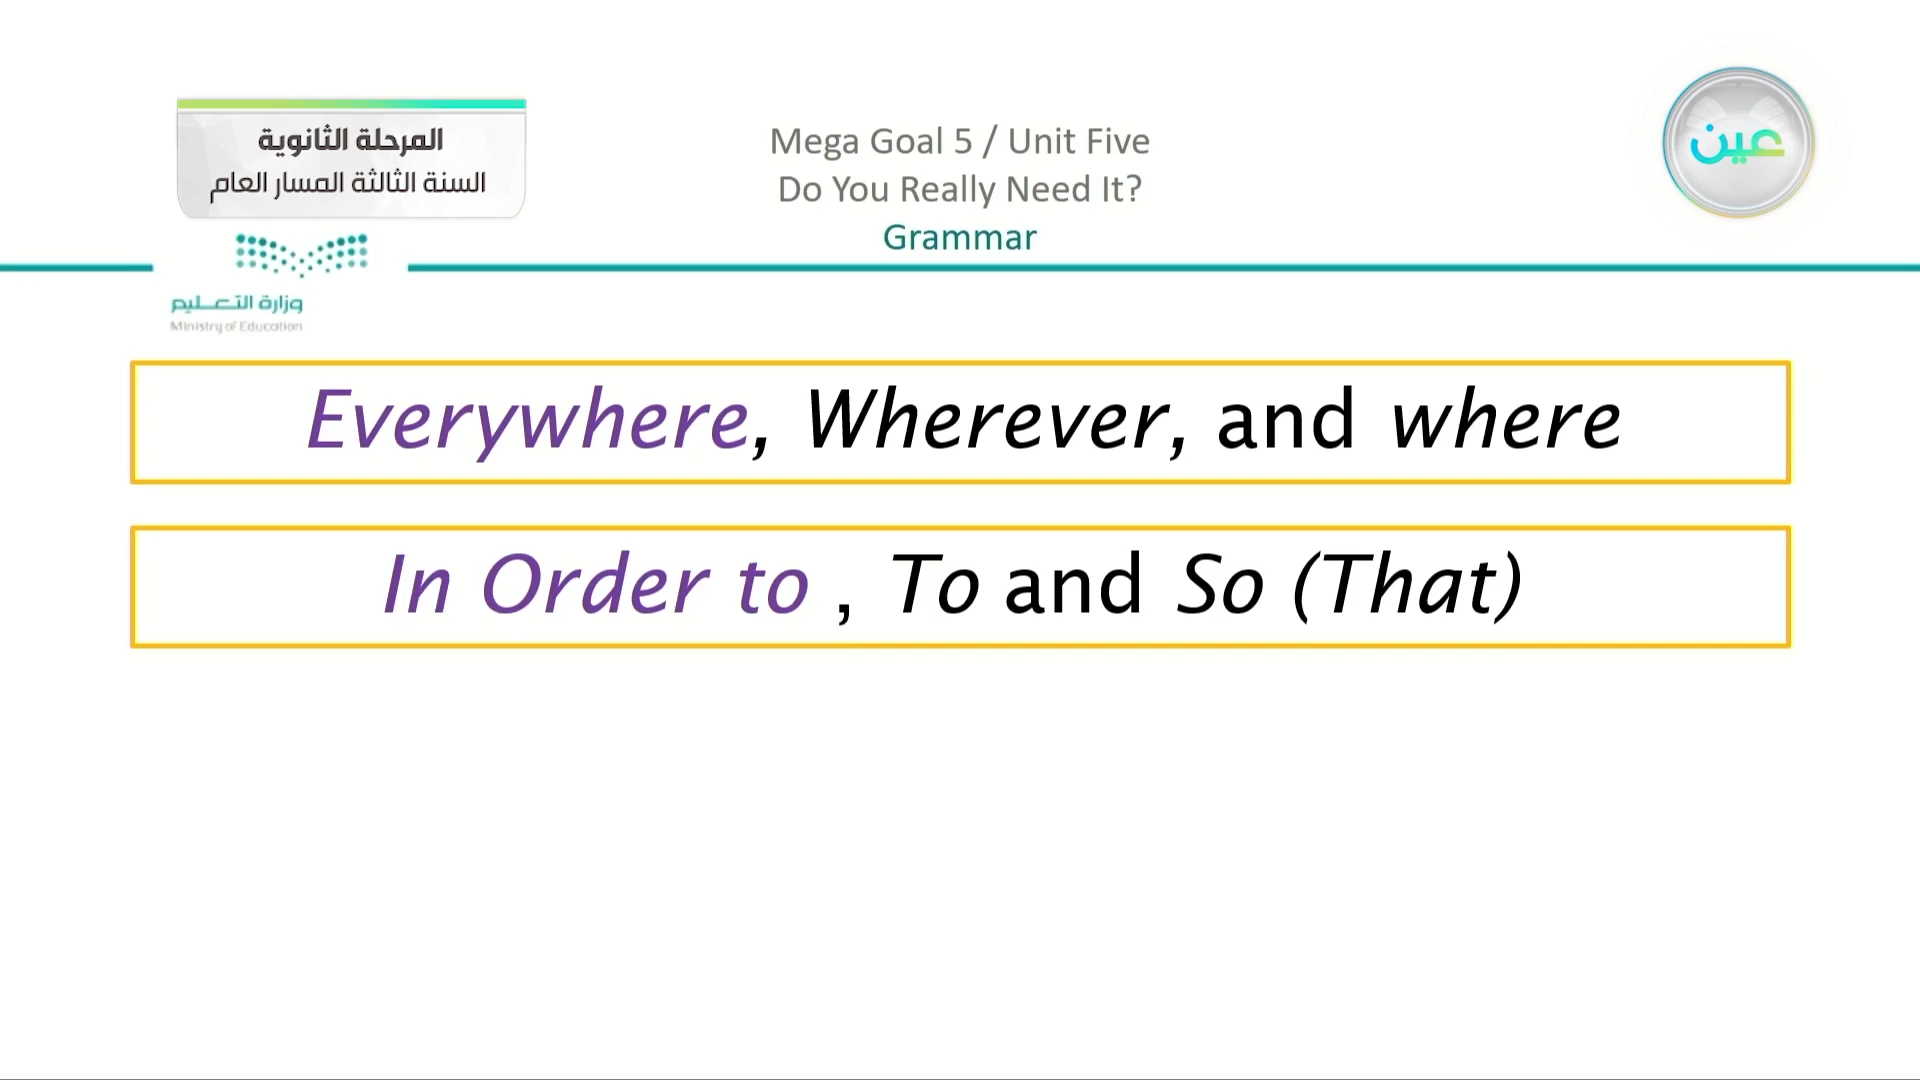 المرحلة الثانوية
السنة الثالثة المسار العام
Mega Goal 5 / Unit Five
Do You Really Need It?
Grammar
عين
وزارة التعليم
Ministry of Education
Everywhere, Wherever, and where
In Order to , To and So (That)